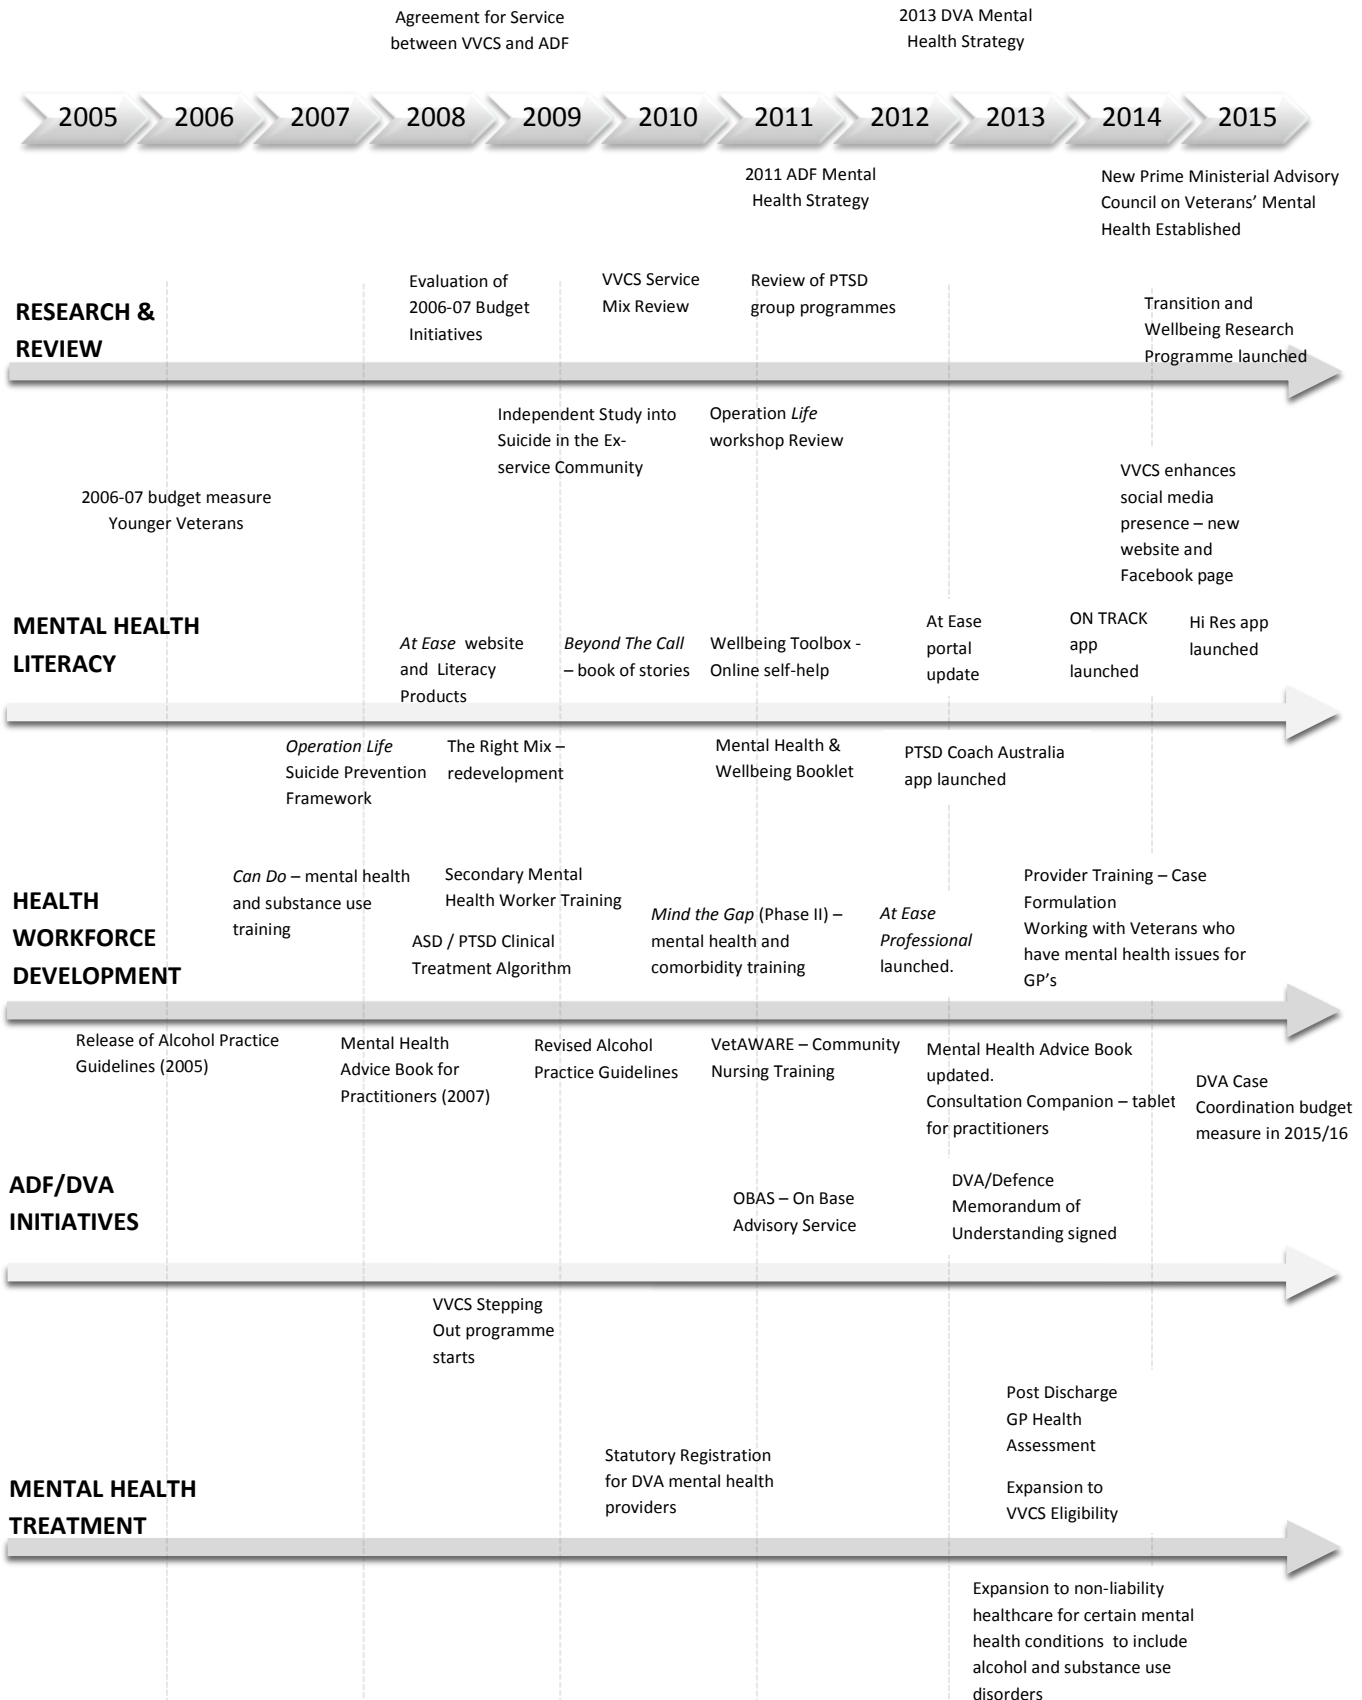 Agreement for Service
between VVCS and ADF
2013 DVA Mental
Health Strategy
2005 2006 2007 2008 2009 2010 2011 2012 2013 2014 2015
2011 ADF Mental
Health Strategy
New Prime Ministerial Advisory
Council on Veterans’ Mental
Health Established
RESEARCH &
REVIEW
Evaluation of
2006-07 Budget
Initiatives
VVCS Service
Mix Review
Review of PTSD
group programmes
Transition and
Wellbeing Research
Programme launched
Independent Study into
Suicide in the Ex-
service Community
Operation Life
workshop Review
2006-07 budget measure
Younger Veterans
VVCS enhances
social media
presence – new
website and
Facebook page
MENTAL HEALTH
LITERACY
At Ease website
and Literacy
Products
Beyond The Call
– book of stories
Wellbeing Toolbox -
Online self-help
At Ease
portal
update
ON TRACK
app
launched
Hi Res app
launched
Operation Life
Suicide Prevention
Framework
The Right Mix –
redevelopment
Mental Health &
Wellbeing Booklet
PTSD Coach Australia
app launched
HEALTH
WORKFORCE
DEVELOPMENT
Can Do – mental health
and substance use
training
Secondary Mental
Health Worker Training
ASD / PTSD Clinical
Treatment Algorithm
Mind the Gap (Phase II) –
mental health and
comorbidity training
At Ease
Professional
launched.
Provider Training – Case
Formulation
Working with Veterans who
have mental health issues for
GP’s
Release of Alcohol Practice
Guidelines (2005)
Mental Health
Advice Book for
Practitioners (2007)
Revised Alcohol
Practice Guidelines
VetAWARE – Community
Nursing Training
Mental Health Advice Book
updated.
Consultation Companion – tablet
for practitioners
DVA Case
Coordination budget
measure in 2015/16
ADF/DVA
INITIATIVES
OBAS – On Base
Advisory Service
DVA/Defence
Memorandum of
Understanding signed
VVCS Stepping
Out programme
starts
MENTAL HEALTH
TREATMENT
Statutory Registration
for DVA mental health
providers
Post Discharge
GP Health
Assessment
Expansion to
VVCS Eligibility
Expansion to non-liability
healthcare for certain mental
health conditions to include
alcohol and substance use
disorders